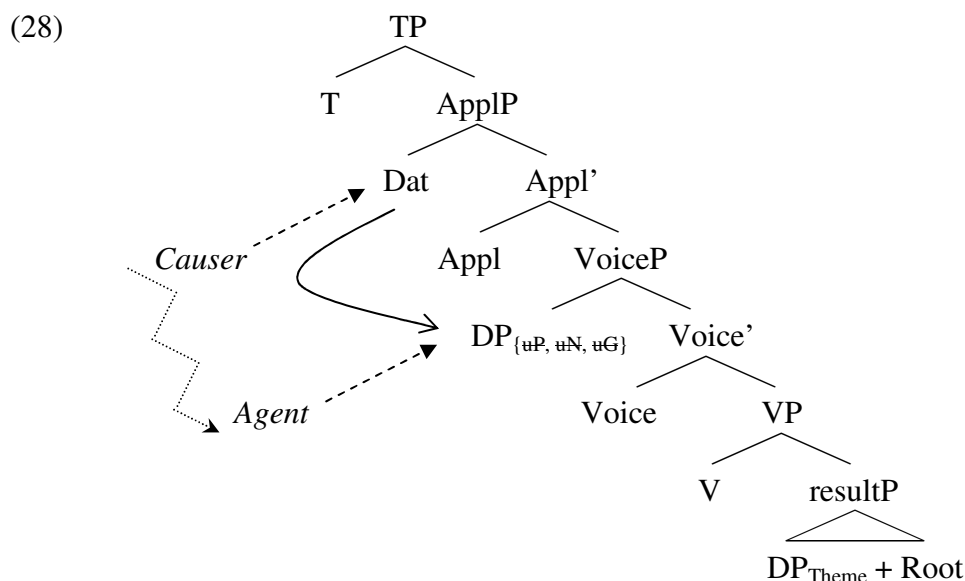 (28)
TP
T ApplP
Dat Appl’
Causer Appl VoiceP
DP{uP, uN, uG} Voice’
Agent Voice VP
V resultP
DPTheme + Root